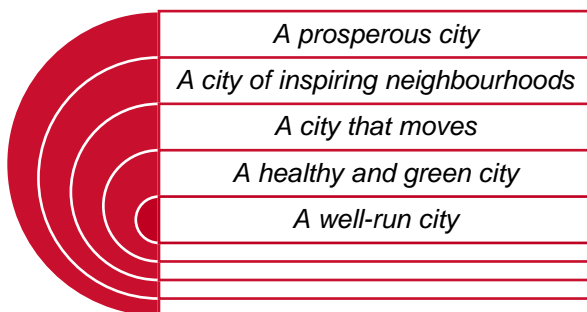 A prosperous city
A city of inspiring neighbourhoods
A city that moves
A healthy and green city
A well-run city